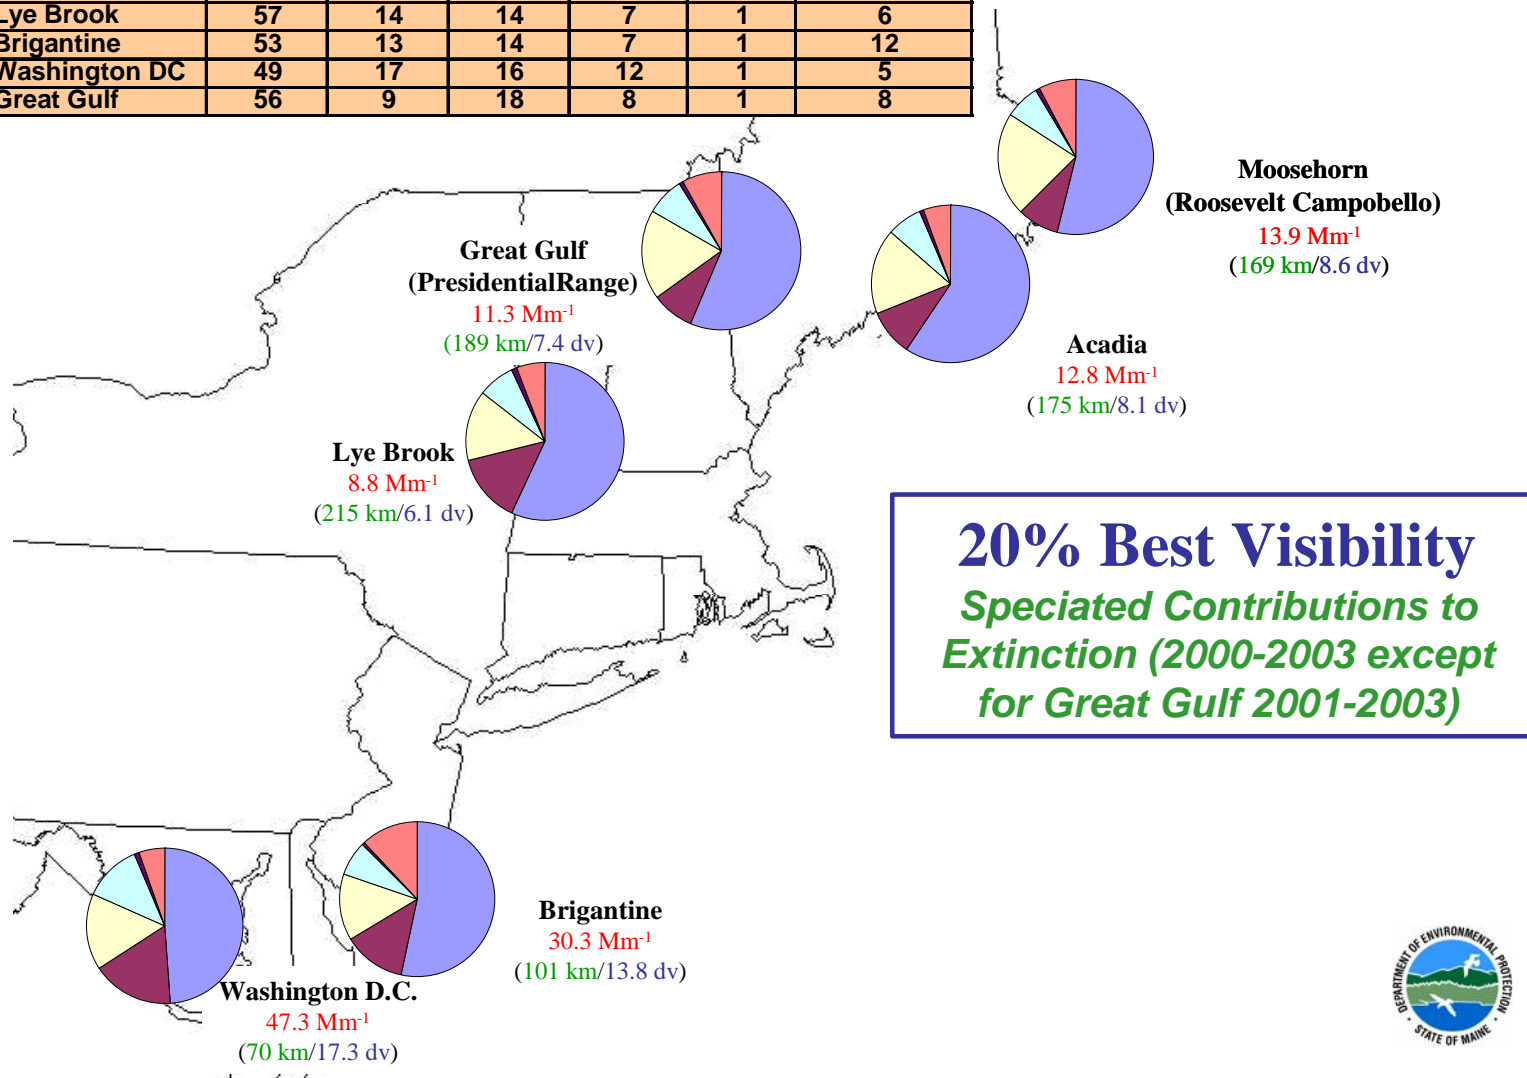 Lye Brook 57 14 14 7 1 6
Brigantine 53 13 14 7 1 12
Washington DC 49 17 16 12 1 5
Great Gulf 56 9 18 8 1 8
Moosehorn
(Roosevelt Campobello)
13.9 Mm-1
(169 km/8.6 dv)
Great Gulf
(PresidentialRange)
11.3 Mm-1
(189 km/7.4 dv)
Acadia
12.8 Mm-1
(175 km/8.1 dv)
Lye Brook
8.8 Mm-1
(215 km/6.1 dv)
20% Best Visibility
Speciated Contributions to
Extinction (2000-2003 except
for Great Gulf 2001-2003)
Brigantine
30.3 Mm-1
(101 km/13.8 dv)
Washington D.C.
47.3 Mm-1
(70 km/17.3 dv)
DEPARTMENT OF ENVIRONMENTAL PROTECTION
STATE OF MAINE